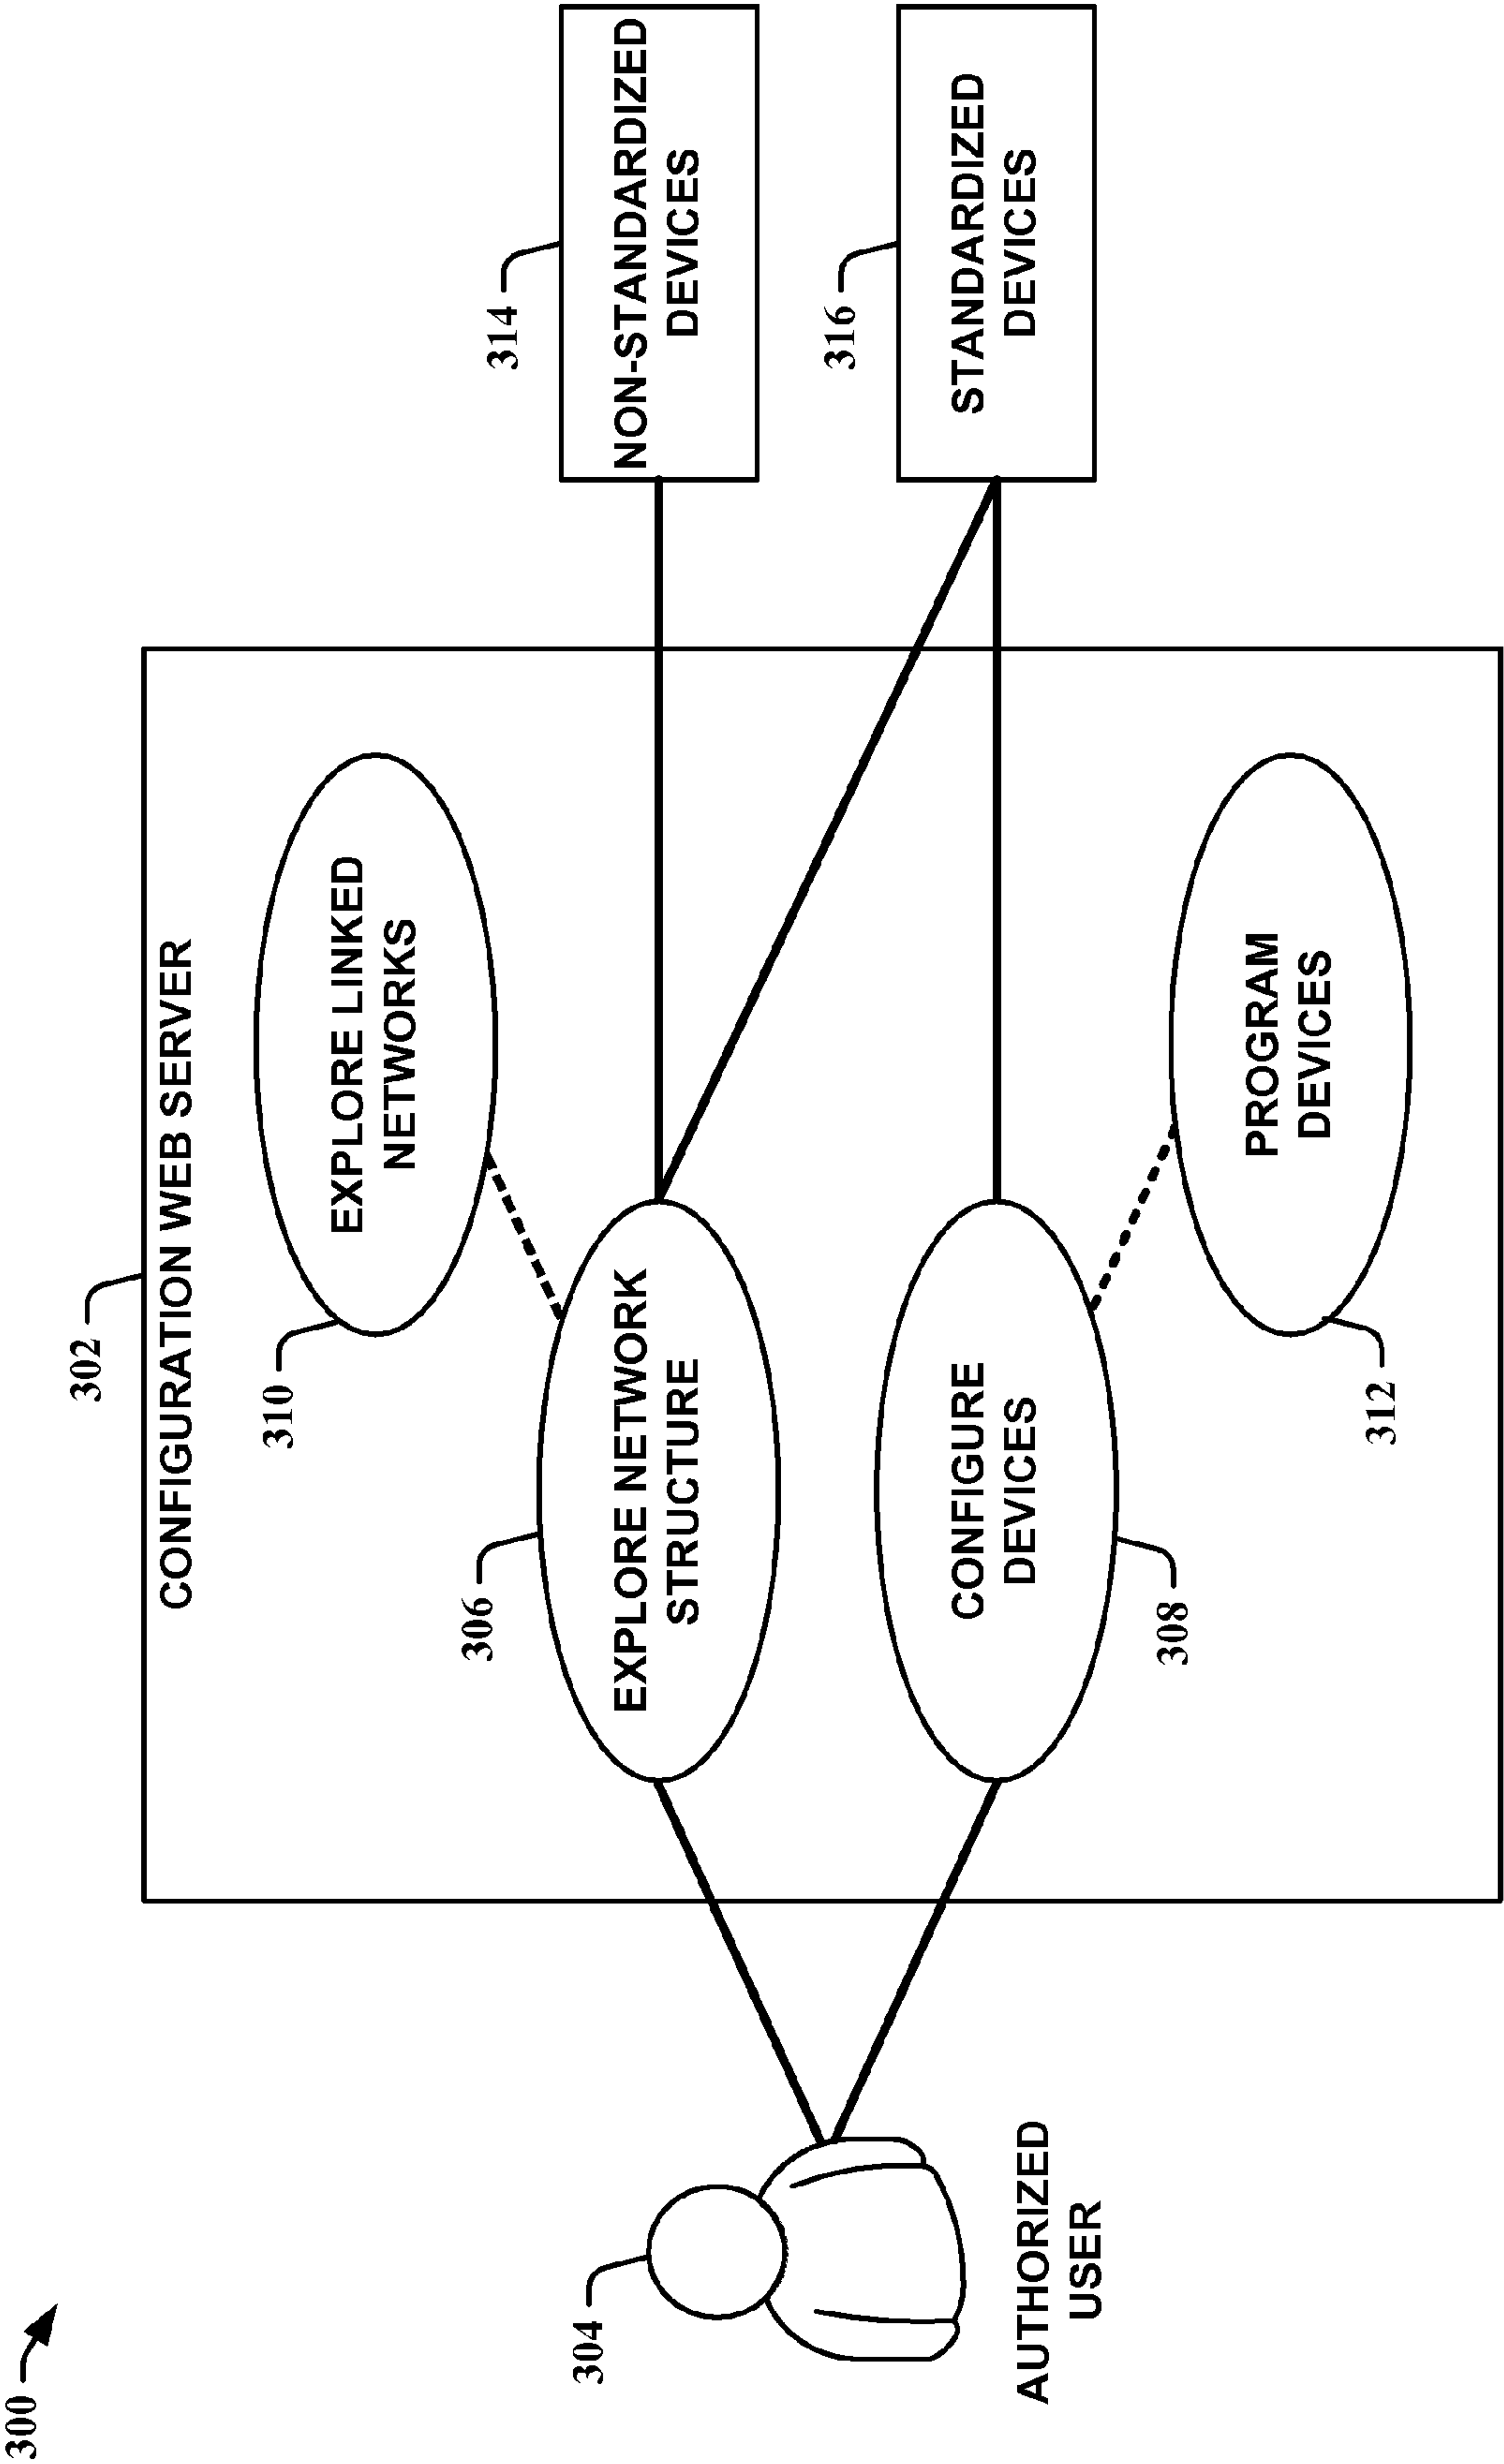 300
302
CONFIGURATION WEB SERVER
310
EXPLORE LINKED
NETWORKS
304
306
EXPLORE NETWORK
STRUCTURE
314
NON-STANDARDIZED
DEVICES
AUTHORIZED
USER
308
CONFIGURE
DEVICES
316
STANDARDIZED
DEVICES
312
PROGRAM
DEVICES